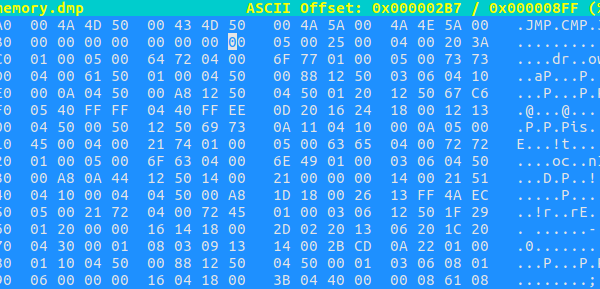 memory.dmp ASCII Offset: 0x000002B7 / 0x000008FF (
A0 00 4A 4D 50 00 43 4D 50 00 4A 5A 00 4A 4E 5A 00 .JMP.CMP.
B0 00 00 00 00 00 00 00 00 05 00 25 00 04 00 20 3A .........
C0 01 00 05 00 64 72 04 00 6F 77 01 00 05 00 73 73 ....dr..ow
D0 04 00 61 50 01 00 04 50 00 88 12 50 03 06 04 10 ..aP...P.
E0 00 0A 04 50 00 A8 12 50 04 50 01 20 12 50 67 C6 ...P...P.P
F0 05 40 FF FF 04 40 FF EE 0D 20 16 24 18 00 12 13 .@...@...
00 04 50 00 50 12 50 69 73 0A 11 04 10 00 0A 05 00 .P.P.Pis.
10 45 00 04 00 21 74 01 00 05 00 63 65 04 00 72 72 E...!t....
20 01 00 05 00 6F 63 04 00 6E 49 01 00 03 06 04 50 ....oc..nI
30 00 A8 0A 44 12 50 14 00 21 00 00 00 14 00 21 51 ...D.P..!
40 04 10 00 04 04 50 00 A8 1D 18 00 26 13 FF 4A EC .....P...
50 05 00 21 72 04 00 72 45 01 00 03 06 12 50 1F 29 ..!r..rE.
60 01 20 00 00 16 14 18 00 2D 02 20 13 06 20 1C 20 . ......-.
70 04 30 00 01 08 03 09 13 14 00 2B CD 0A 22 01 00 .0.......
80 01 10 04 50 00 88 12 50 04 50 00 01 03 06 08 01 ...P...P.P
90 06 00 00 00 16 04 18 00 3B 04 40 00 00 08 61 08 ........;